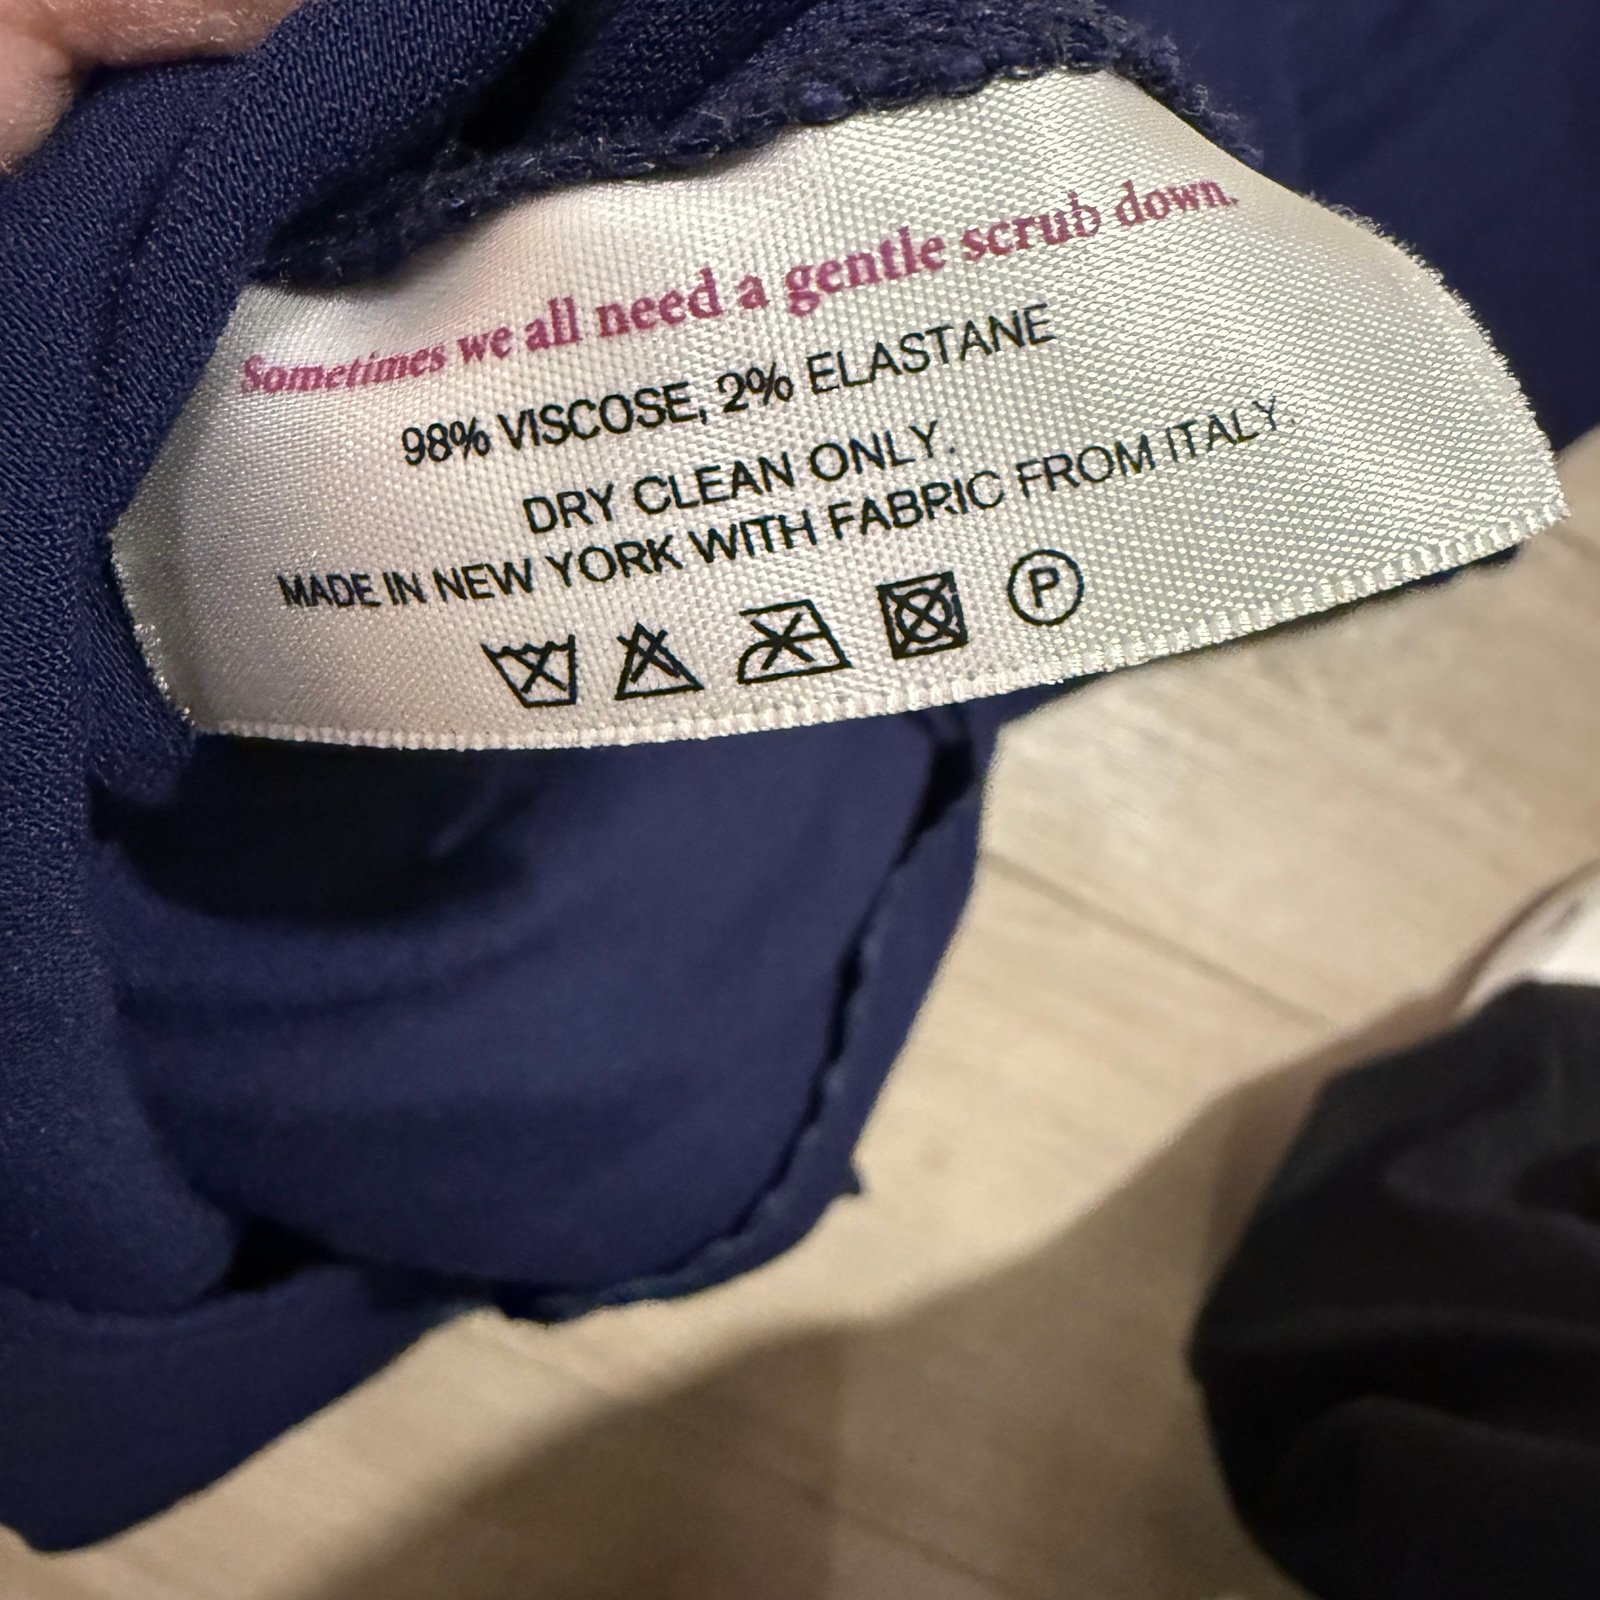 Sometimes we all need a gentle scrub down.
98% VISCOSE, 2% ELASTANE
DRY CLEAN ONLY.
MADE IN NEW YORK WITH FABRIC FROM ITALY.
P